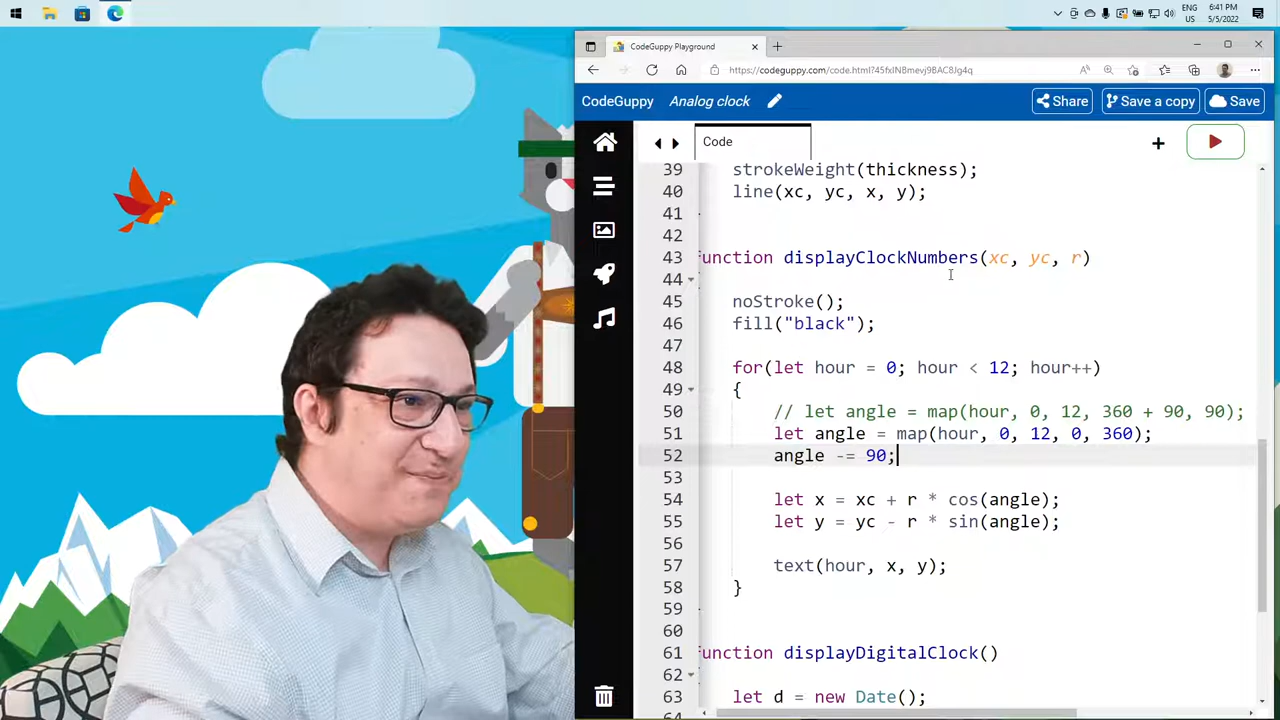 ENG
US
6:41 PM
5/5/2022
CodeGuppy Playground
https://codeguppy.com/code.html?45fxlNBmevj9BAC8Jg4q
CodeGuppy Analog clock Share Save a copy Save
Code
39 strokeWeight(thickness);
40 line(xc, yc, x, y);
41
42
43 function displayClockNumbers(xc, yc, r)
44
45 noStroke();
46 fill("black");
47
48 for(let hour = 0; hour < 12; hour++)
49 {
50 // let angle = map(hour, 0, 12, 360 + 90, 90);
51 let angle = map(hour, 0, 12, 0, 360);
52 angle -= 90;
53
54 let x = xc + r * cos(angle);
55 let y = yc - r * sin(angle);
56
57 text(hour, x, y);
58 }
59
60
61 function displayDigitalClock()
62
63 let d = new Date();